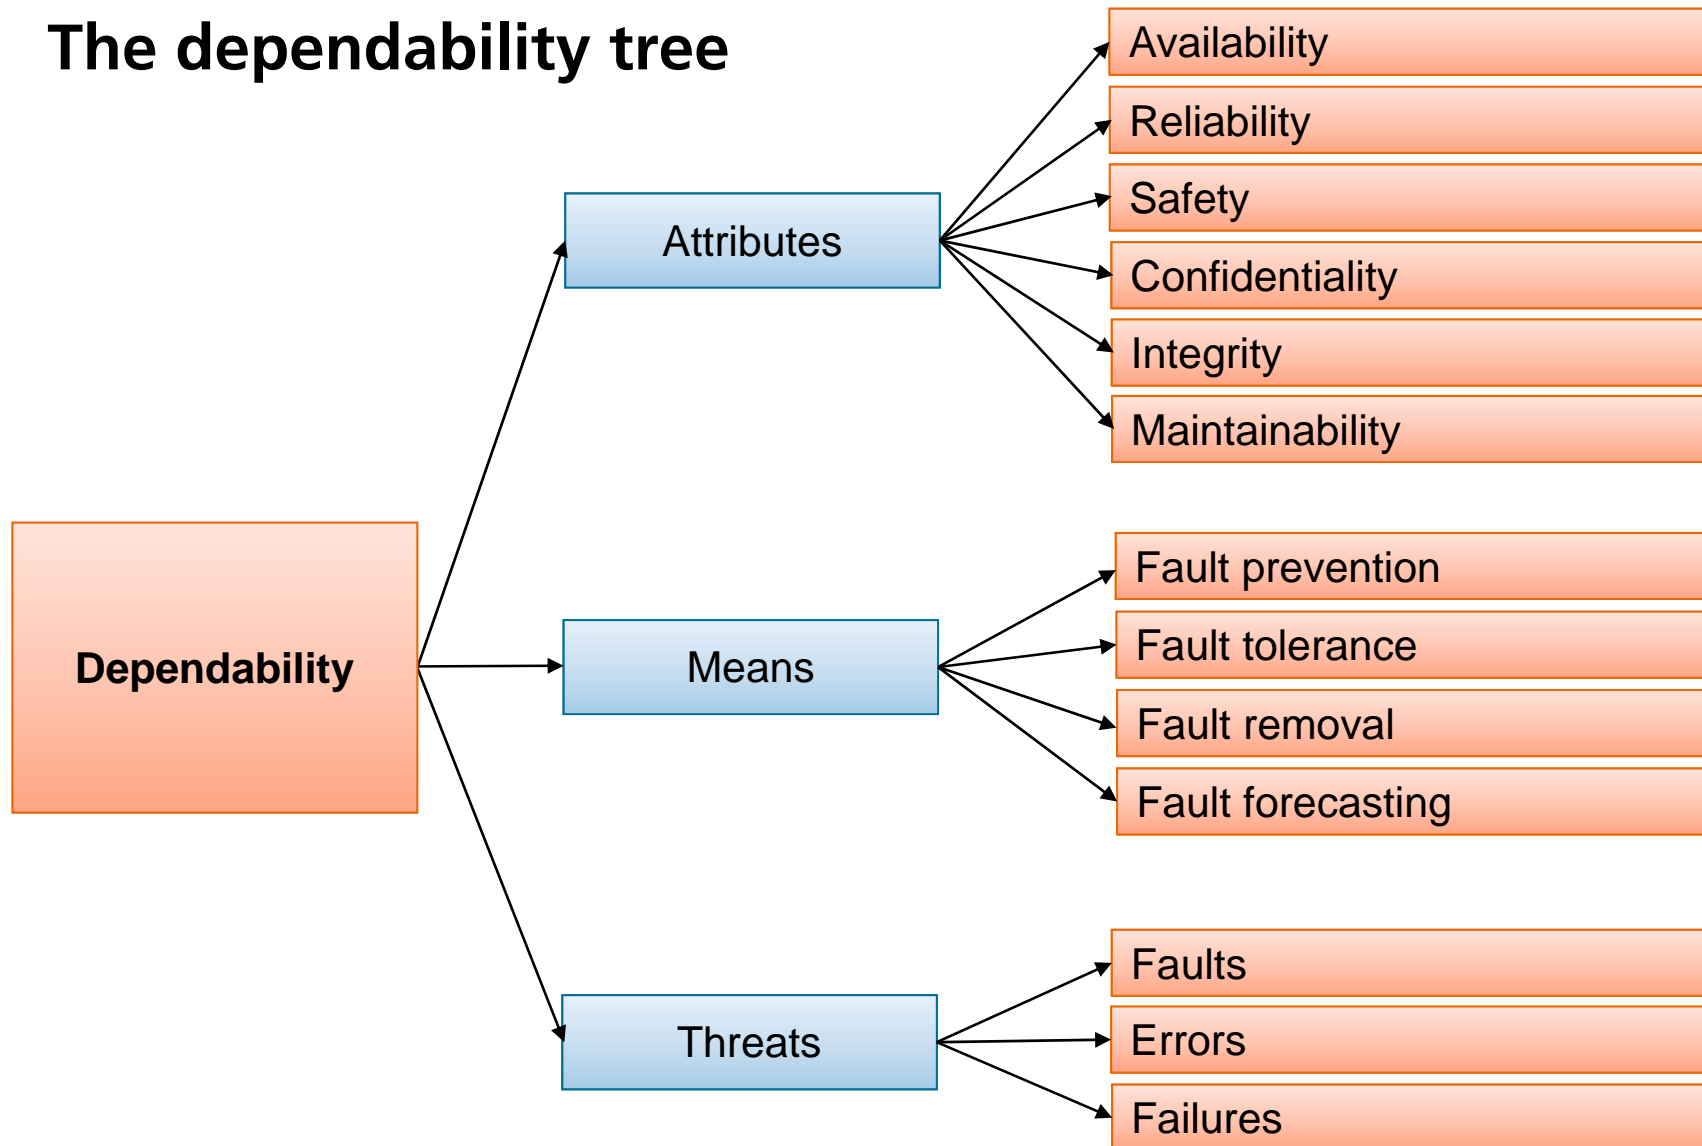 The dependability tree
Availability
Reliability
Safety
Attributes
Confidentiality
Integrity
Maintainability
Dependability
Means
Fault prevention
Fault tolerance
Fault removal
Fault forecasting
Threats
Faults
Errors
Failures